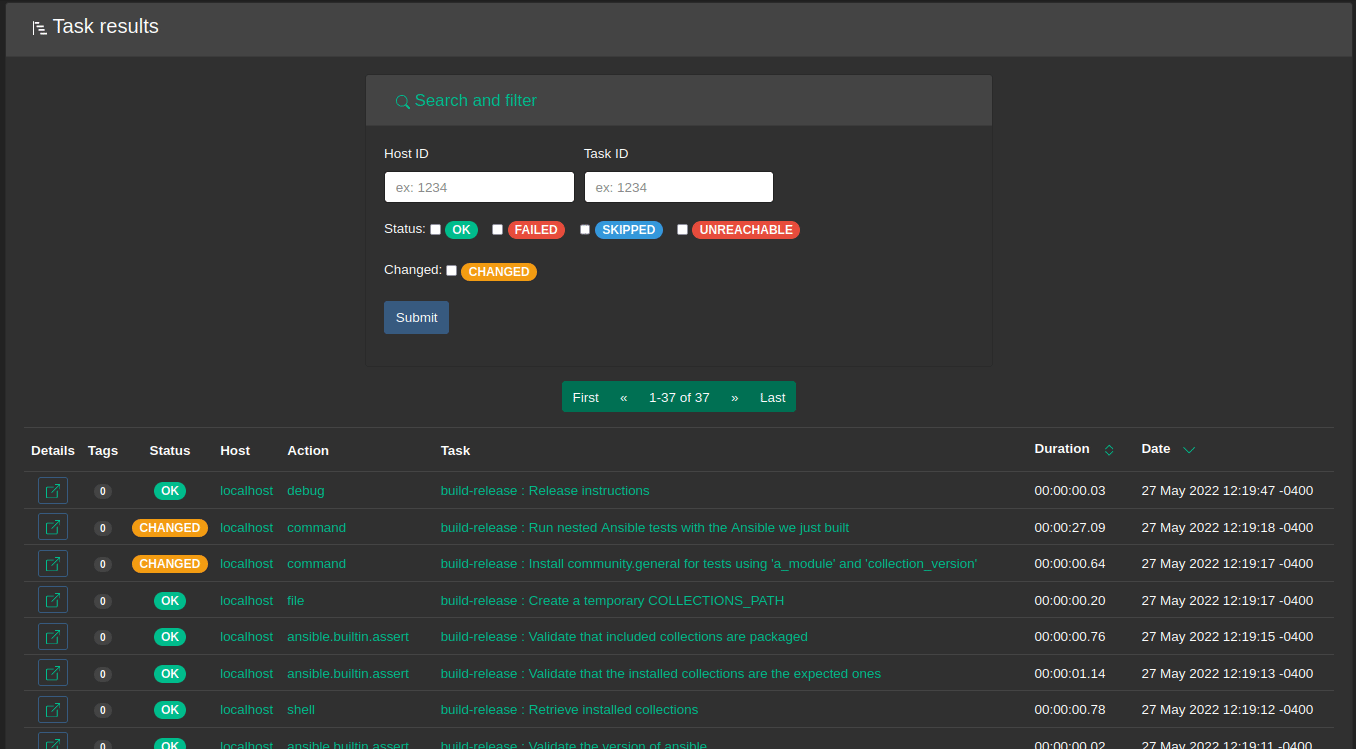 Task results
Search and filter
Host ID Task ID
ex: 1234 ex: 1234
Status: OK FAILED SKIPPED UNREACHABLE
Changed: CHANGED
Submit
First « 1-37 of 37 » Last
Details Tags Status Host Action Task Duration Date
0 OK localhost debug build-release : Release instructions 00:00:00.03 27 May 2022 12:19:47 -0400
0 CHANGED localhost command build-release : Run nested Ansible tests with the Ansible we just built 00:00:27.09 27 May 2022 12:19:18 -0400
0 CHANGED localhost command build-release : Install community.general for tests using 'a_module' and 'collection_version' 00:00:00.64 27 May 2022 12:19:17 -0400
0 OK localhost file build-release : Create a temporary COLLECTIONS_PATH 00:00:00.20 27 May 2022 12:19:17 -0400
0 OK localhost ansible.builtin.assert build-release : Validate that included collections are packaged 00:00:00.76 27 May 2022 12:19:15 -0400
0 OK localhost ansible.builtin.assert build-release : Validate that the installed collections are the expected ones 00:00:01.14 27 May 2022 12:19:13 -0400
0 OK localhost shell build-release : Retrieve installed collections 00:00:00.78 27 May 2022 12:19:12 -0400
0 OK localhost ansible.builtin.assert build-release : Validate the version of ansible 00:00:00.02 27 May 2022 12:19:11 -0400